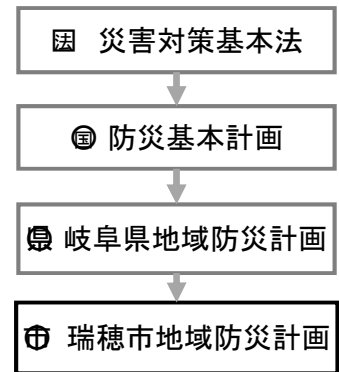 法 災害対策基本法
国 防災基本計画
県 岐阜県地域防災計画
市 瑞穂市地域防災計画